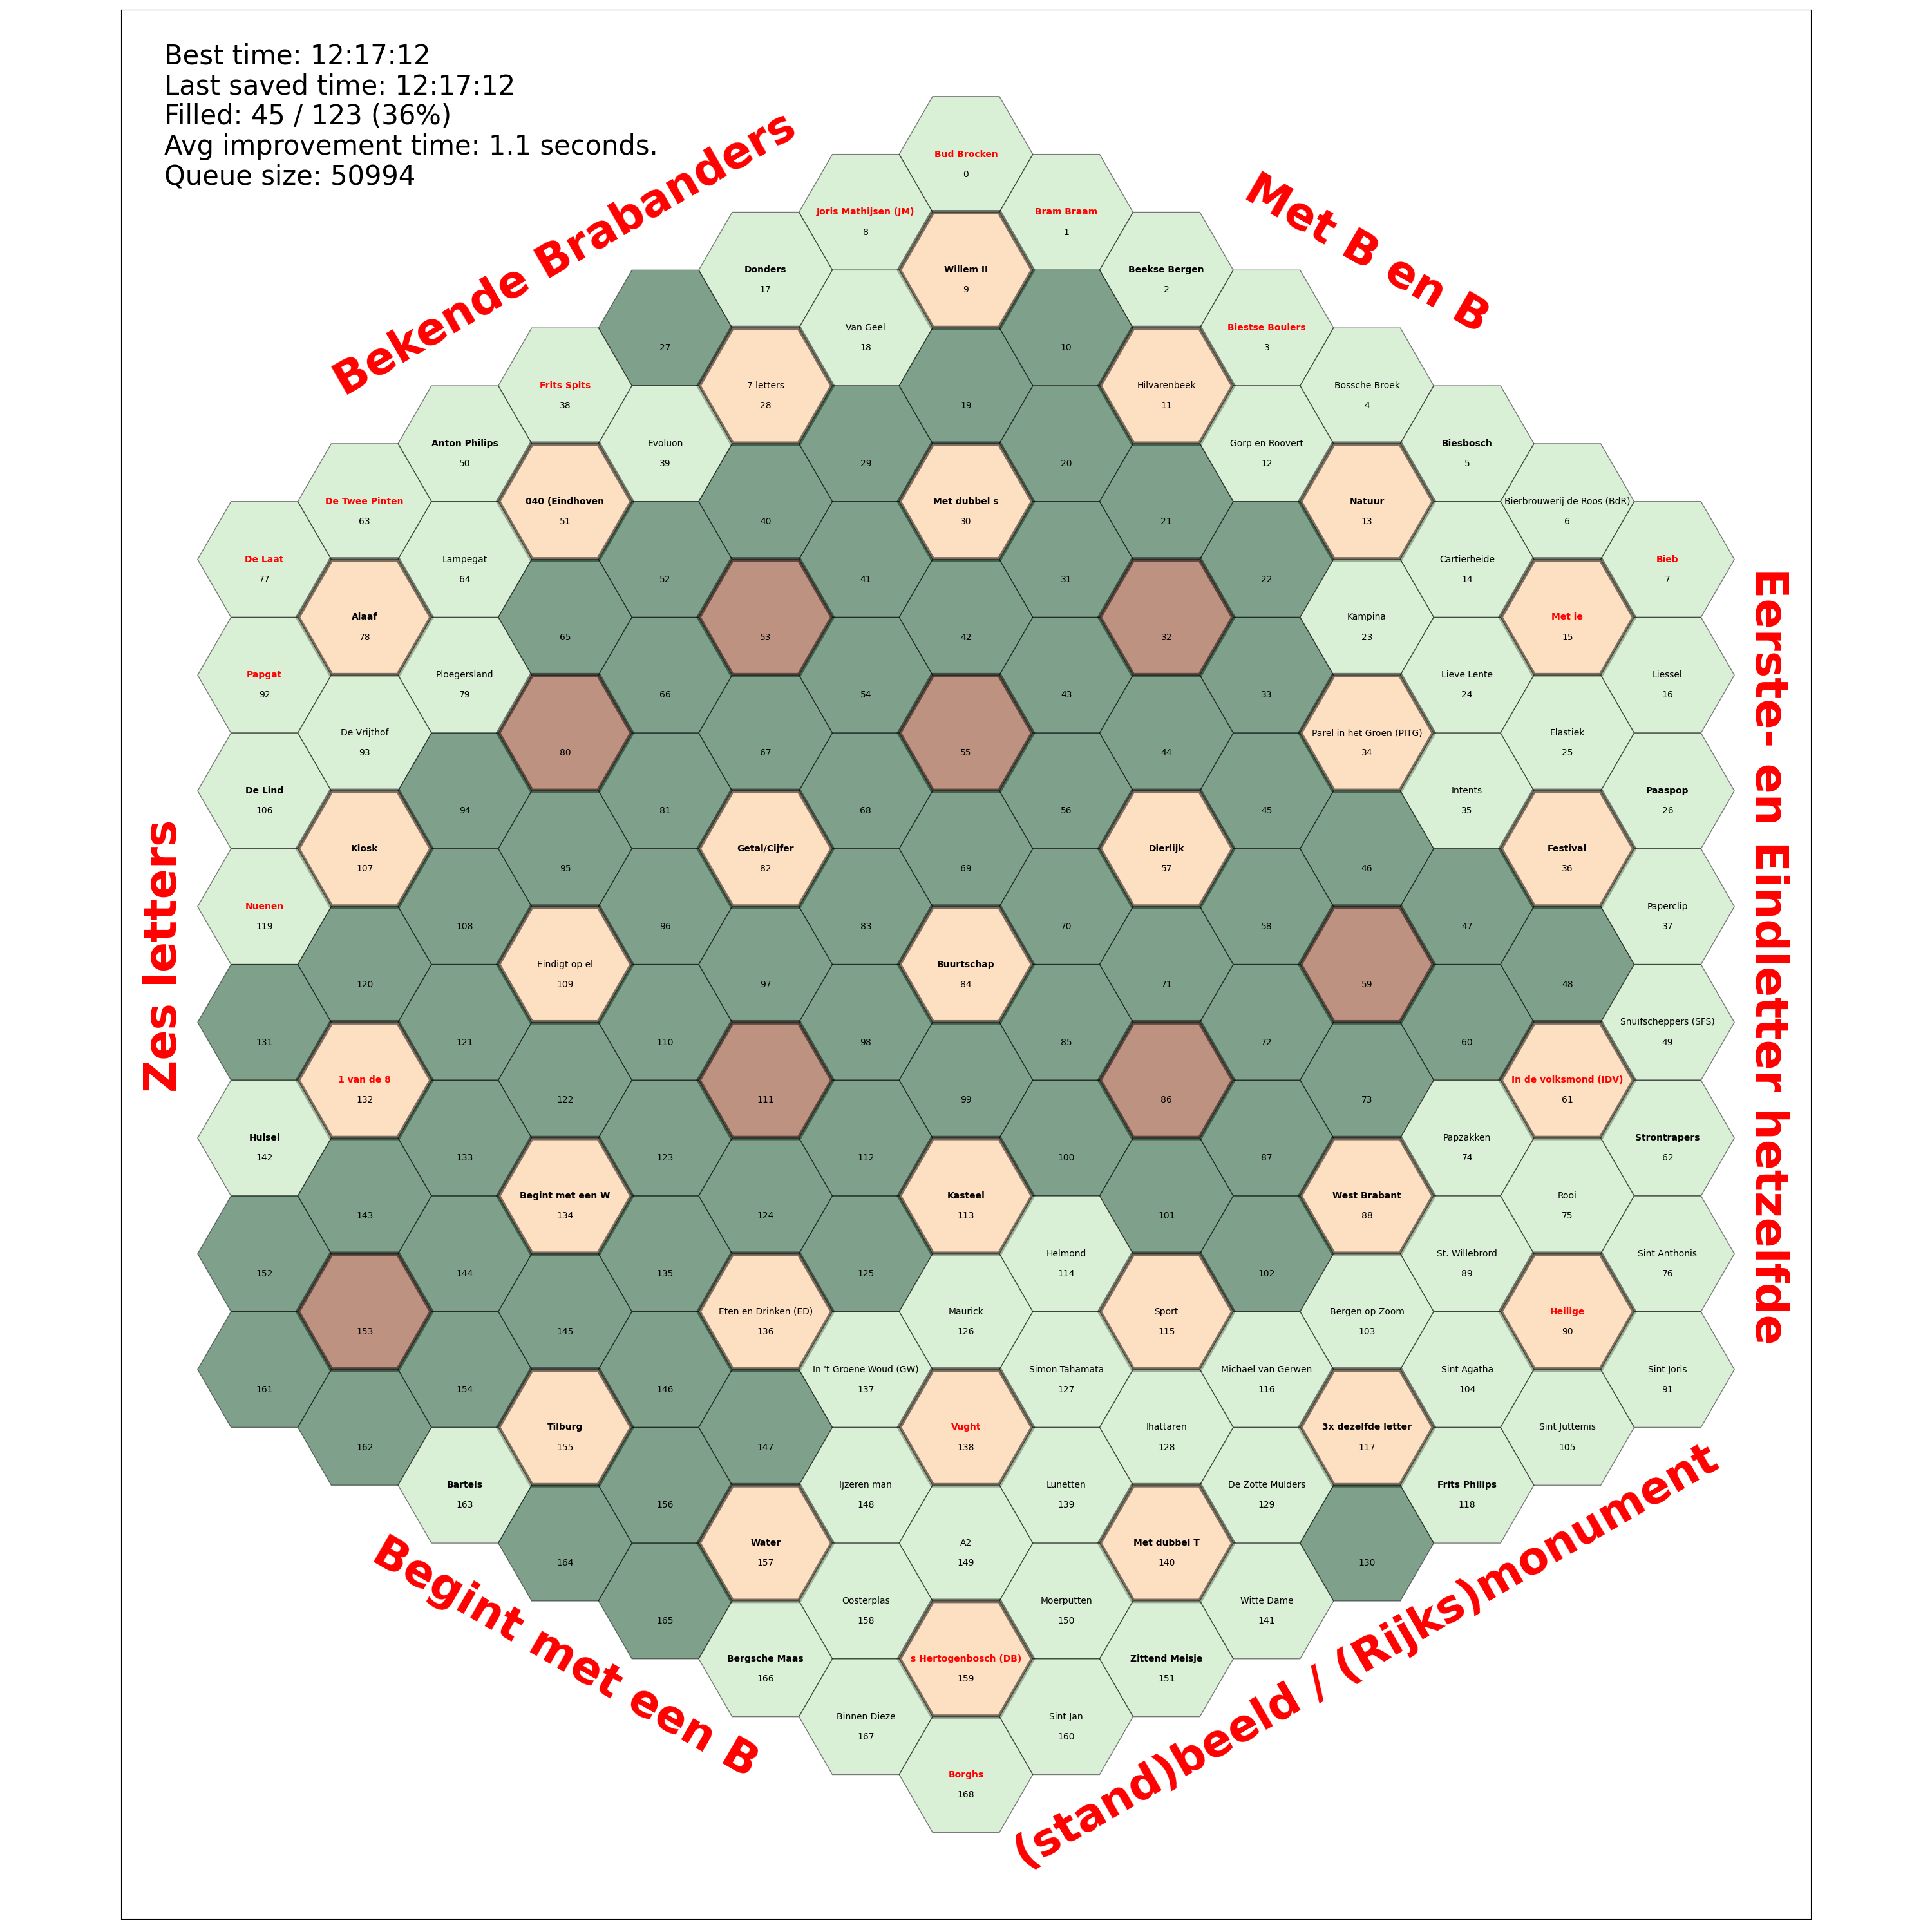 Best time: 12:17:12
Last saved time: 12:17:12
Filled: 45 / 123 (36%)
Avg improvement time: 1.1 seconds.
Queue size: 50994
Bekende Brabanders
Met B en B
Eerste- en Eindletter hetzelfde
(stand)beeld / (Rijks)monument
Begint met een B
Zes letters
Bud Brocken
0
Bram Braam
1
Beekse Bergen
2
Biestse Boulers
3
Bossche Broek
4
Biesbosch
5
Bierbrouwerij de Roos (BdR)
6
Bieb
7
Joris Mathijsen (JM)
8
Willem II
9
10
Hilvarenbeek
11
Gorp en Roovert
12
Natuur
13
Cartierheide
14
Met ie
15
Liessel
16
Donders
17
Van Geel
18
19
20
21
22
Kampina
23
Lieve Lente
24
Elastiek
25
Paaspop
26
27
7 letters
28
29
Met dubbel s
30
31
32
33
Parel in het Groen (PITG)
34
Intents
35
Festival
36
Paperclip
37
Frits Spits
38
Evoluon
39
40
41
42
43
44
45
46
47
48
Snuifscheppers (SFS)
49
Anton Philips
50
040 (Eindhoven
51
52
53
54
55
56
Dierlijk
57
58
59
60
In de volksmond (IDV)
61
Strontrapers
62
De Twee Pinten
63
Lampegat
64
65
66
67
68
69
70
71
72
73
Papzakken
74
Rooi
75
Sint Anthonis
76
De Laat
77
Alaaf
78
Ploegersland
79
80
81
Getal/Cijfer
82
83
Buurtschap
84
85
86
87
West Brabant
88
St. Willebrord
89
Heilige
90
Sint Joris
91
Papgat
92
De Vrijthof
93
94
95
96
97
98
99
100
101
102
Bergen op Zoom
103
Sint Agatha
104
Sint Juttemis
105
De Lind
106
Kiosk
107
108
Eindigt op el
109
110
111
112
Kasteel
113
Helmond
114
Sport
115
Michael van Gerwen
116
3x dezelfde letter
117
Frits Philips
118
Nuenen
119
120
121
122
123
124
125
Maurick
126
Simon Tahamata
127
Ihattaren
128
De Zotte Mulders
129
130
131
1 van de 8
132
133
Begint met een W
134
135
Eten en Drinken (ED)
136
In 't Groene Woud (GW)
137
Vught
138
Lunetten
139
Met dubbel T
140
Witte Dame
141
Hulsel
142
143
144
145
146
147
Ijzeren man
148
A2
149
Moerputten
150
Zittend Meisje
151
152
153
154
Tilburg
155
156
Water
157
Oosterplas
158
s Hertogenbosch (DB)
159
Sint Jan
160
161
162
Bartels
163
164
165
Bergsche Maas
166
Binnen Dieze
167
Borghs
168